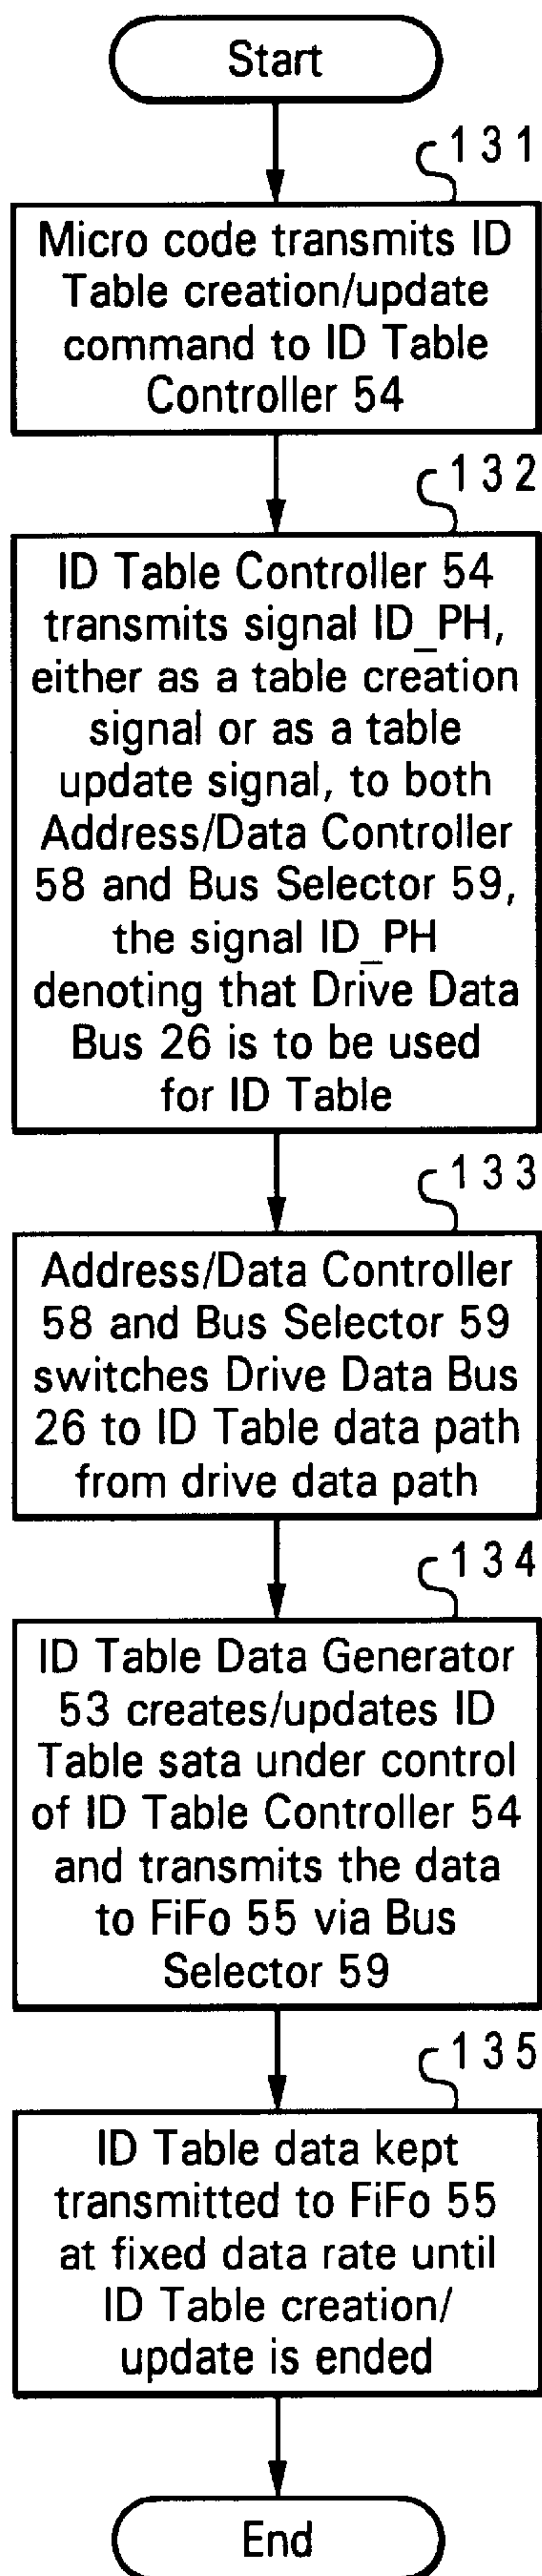 Start
131
Micro code transmits ID
Table creation/update
command to ID Table
Controller 54
132
ID Table Controller 54
transmits signal ID_PH,
either as a table creation
signal or as a table
update signal, to both
Address/Data Controller
58 and Bus Selector 59,
the signal ID_PH
denoting that Drive Data
Bus 26 is to be used
for ID Table
133
Address/Data Controller
58 and Bus Selector 59
switches Drive Data Bus
26 to ID Table data path
from drive data path
134
ID Table Data Generator
53 creates/updates ID
Table sata under control
of ID Table Controller 54
and transmits the data
to FiFo 55 via Bus
Selector 59
135
ID Table data kept
transmitted to FiFo 55
at fixed data rate until
ID Table creation/
update is ended
End